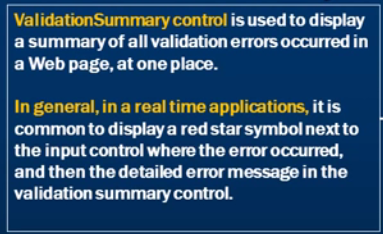 ValidationSummary control is used to display
a summary of all validation errors occurred in
a Web page, at one place.
In general, in a real time applications, it is
common to display a red star symbol next to
the input control where the error occurred,
and then the detailed error message in the
validation summary control.